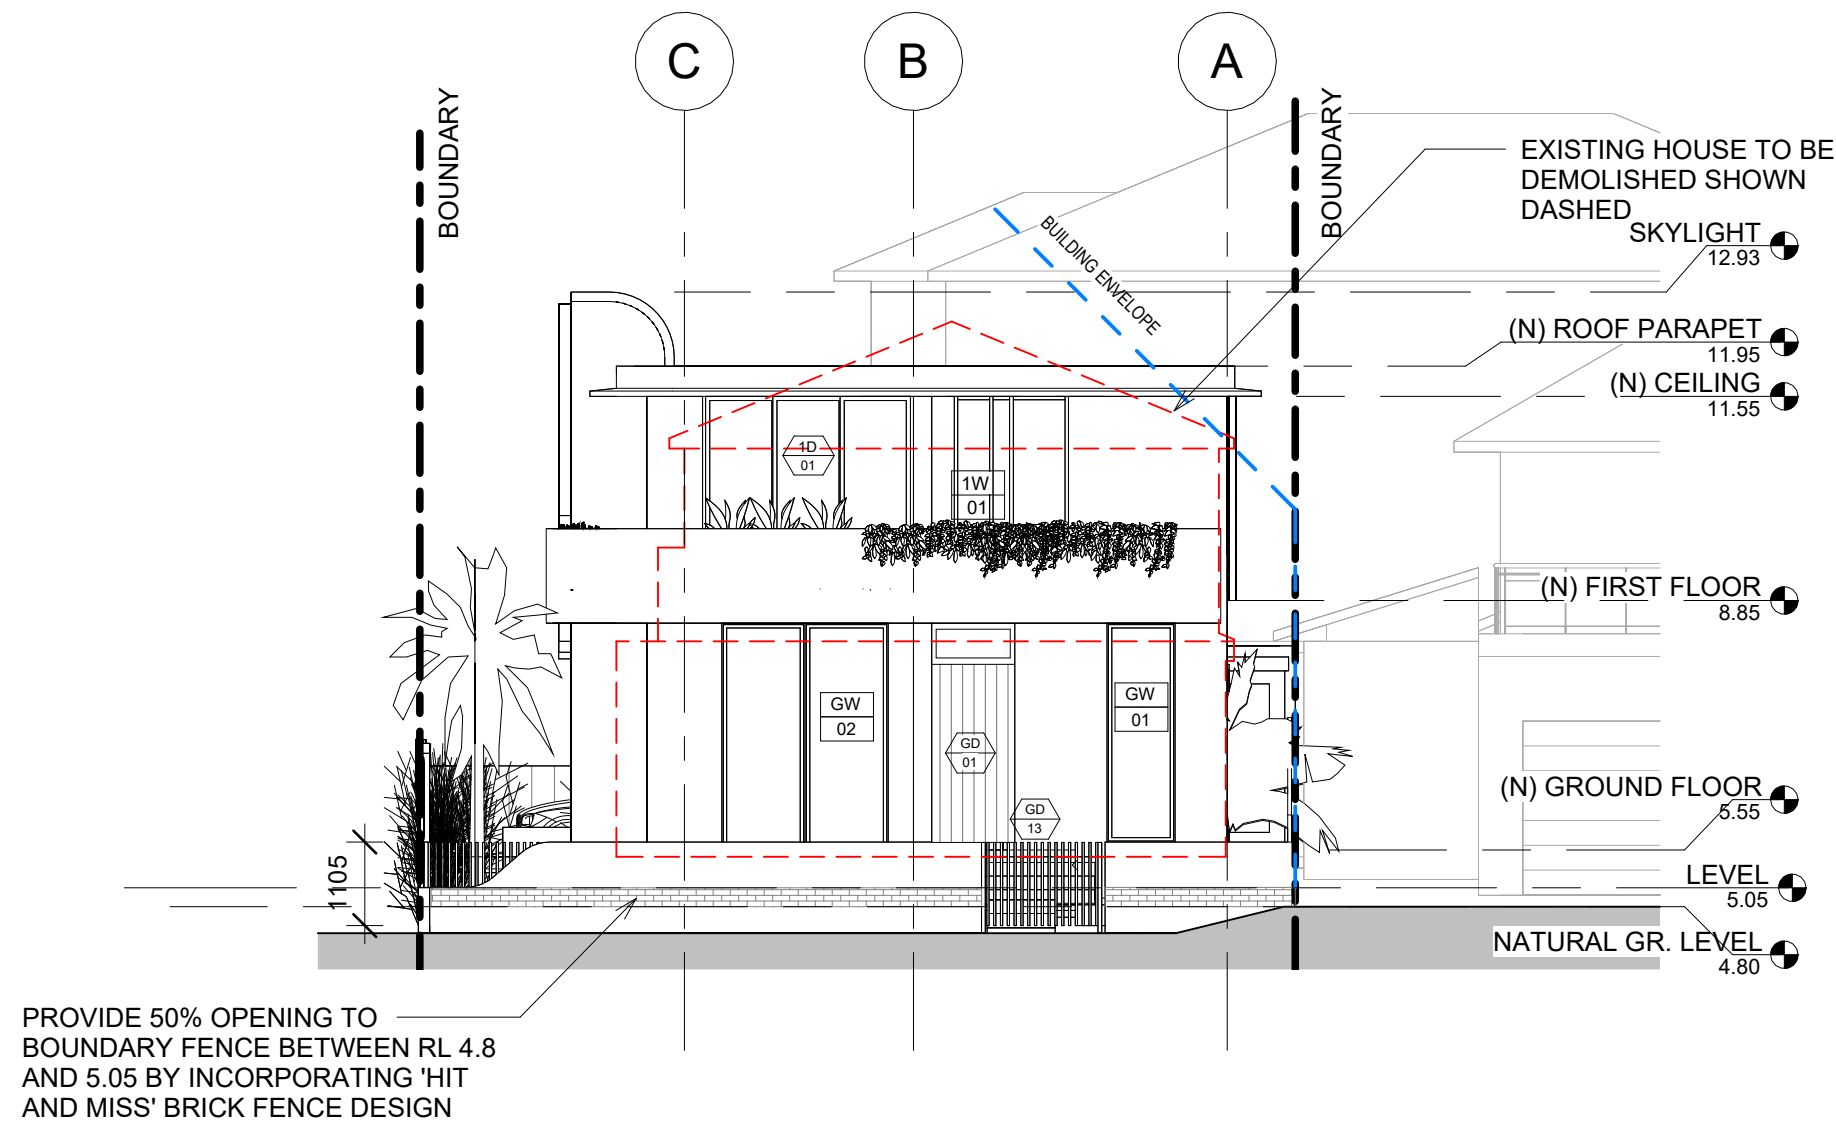 C
B
A
BOUNDARY
BOUNDARY
BUILDING ENVELOPE
EXISTING HOUSE TO BE
DEMOLISHED SHOWN
DASHED
SKYLIGHT
12.93
(N) ROOF PARAPET
11.95
(N) CEILING
11.55
1D
01
1W
01
(N) FIRST FLOOR
8.85
GW
02
GD
01
GW
01
GD
13
(N) GROUND FLOOR
5.55
1105
LEVEL
5.05
NATURAL GR. LEVEL
4.80
PROVIDE 50% OPENING TO
BOUNDARY FENCE BETWEEN RL 4.8
AND 5.05 BY INCORPORATING 'HIT
AND MISS' BRICK FENCE DESIGN